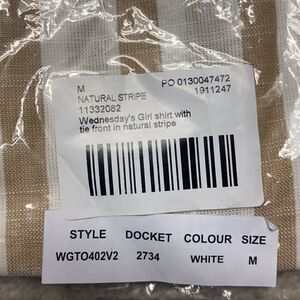 M PO 0130047472
NATURAL STRIPE 1911247
11332082
Wednesday's Girl shirt with
tie front in natural stripe
STYLE DOCKET COLOUR SIZE
WGTO402V2 2734 WHITE M